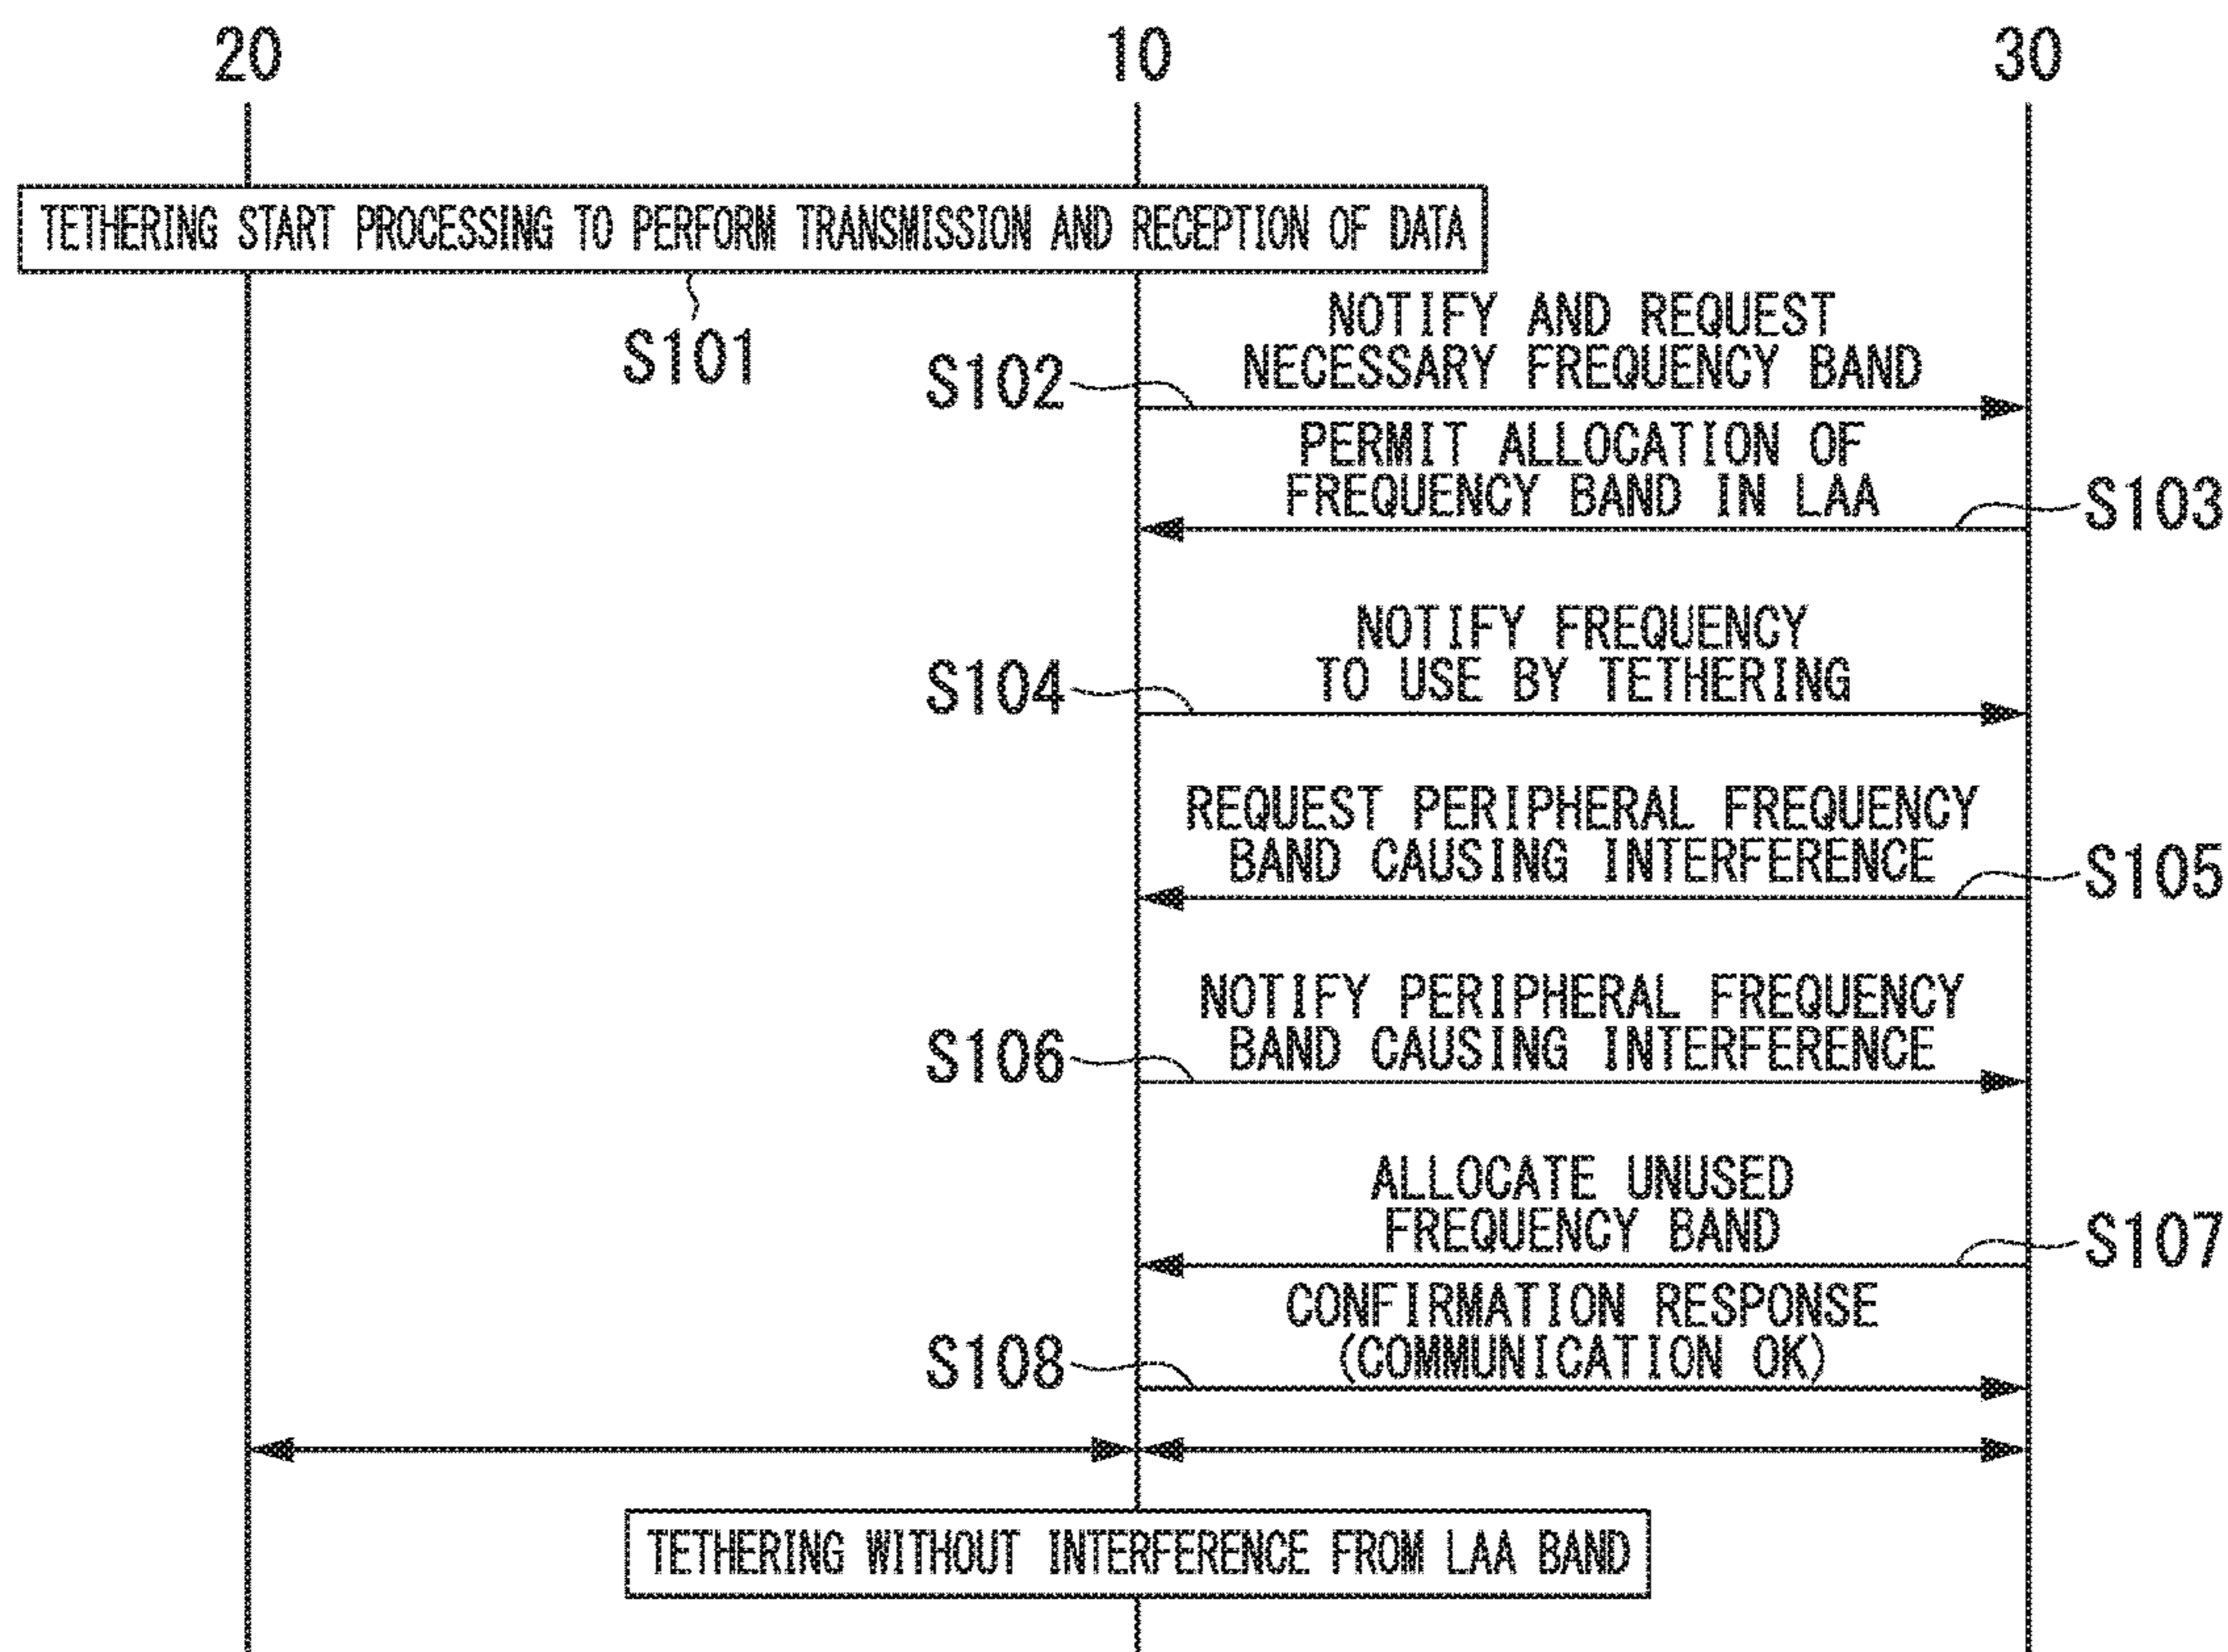 20
10
30
TETHERING START PROCESSING TO PERFORM TRANSMISSION AND RECEPTION OF DATA
S101
NOTIFY AND REQUEST
NECESSARY FREQUENCY BAND
S102
PERMIT ALLOCATION OF
FREQUENCY BAND IN LAA
S103
NOTIFY FREQUENCY
TO USE BY TETHERING
S104
REQUEST PERIPHERAL FREQUENCY
BAND CAUSING INTERFERENCE
S105
NOTIFY PERIPHERAL FREQUENCY
BAND CAUSING INTERFERENCE
S106
ALLOCATE UNUSED
FREQUENCY BAND
S107
CONFIRMATION RESPONSE
(COMMUNICATION OK)
S108
TETHERING WITHOUT INTERFERENCE FROM LAA BAND